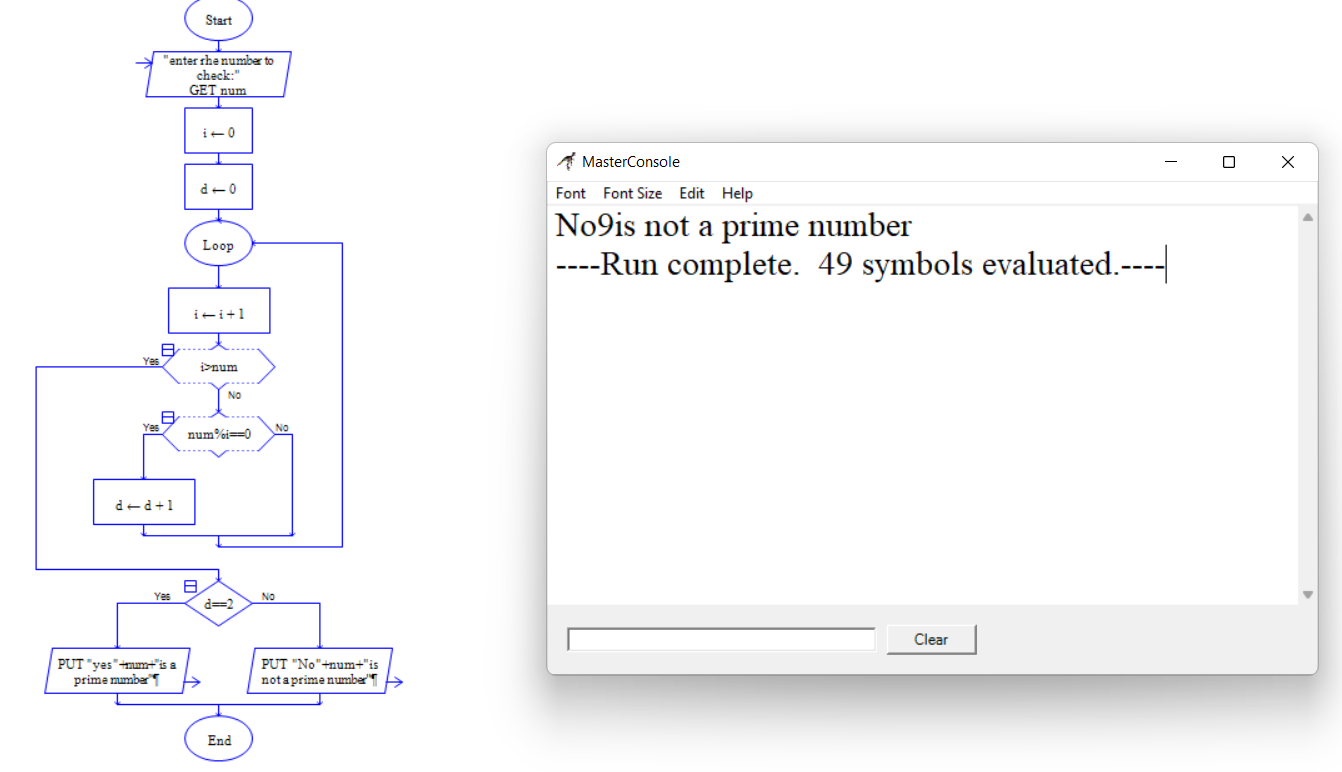 Start
"enter rhe number to
check:"
GET num
i ← 0
d ← 0
Loop
i ← i + 1
Yes
i>num
No
Yes
num%i==0
No
d ← d + 1
Yes
d==2
No
PUT "yes"+num+"is a
prime number"¶
PUT "No"+num+"is
not a prime number"¶
End
MasterConsole
Font Font Size Edit Help
No9is not a prime number
----Run complete.  49 symbols evaluated.----
Clear